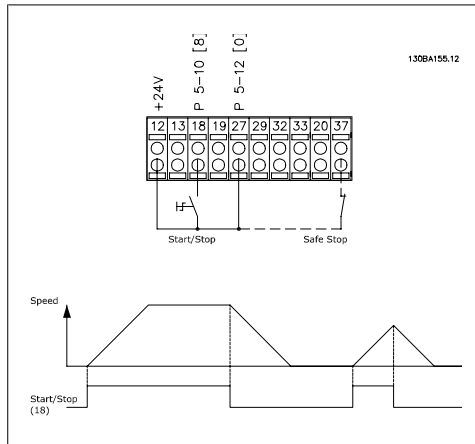 130BA155.12
+24V
P 5-10 [8]
P 5-12 [0]
12 13 18 19 27 29 32 33 20 37
Start/Stop
Safe Stop
Speed
Start/Stop
(18)